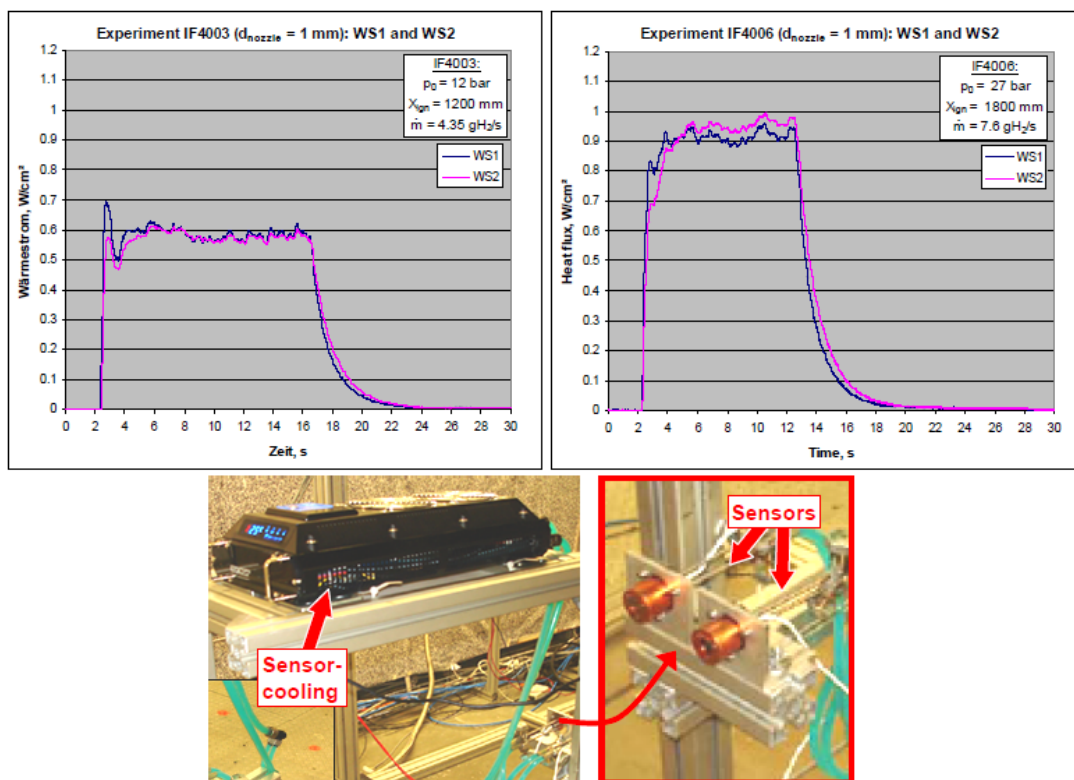 Experiment IF4003 (dnozzle = 1 mm): WS1 and WS2
1.2
1.1
1
0.9
0.8
0.7
0.6
0.5
0.4
0.3
0.2
0.1
0
Wärmestrom, W/cm²
IF4003:
p0 = 12 bar
Xign = 1200 mm
ṁ = 4.35 gH2/s
WS1
WS2
0 2 4 6 8 10 12 14 16 18 20 22 24 26 28 30
Zeit, s
Experiment IF4006 (dnozzle = 1 mm): WS1 and WS2
1.2
1.1
1
0.9
0.8
0.7
0.6
0.5
0.4
0.3
0.2
0.1
0
Heat flux, W/cm²
IF4006:
p0 = 27 bar
Xign = 1800 mm
ṁ = 7.6 gH2/s
WS1
WS2
0 2 4 6 8 10 12 14 16 18 20 22 24 26 28 30
Time, s
Sensor-
cooling
Sensors